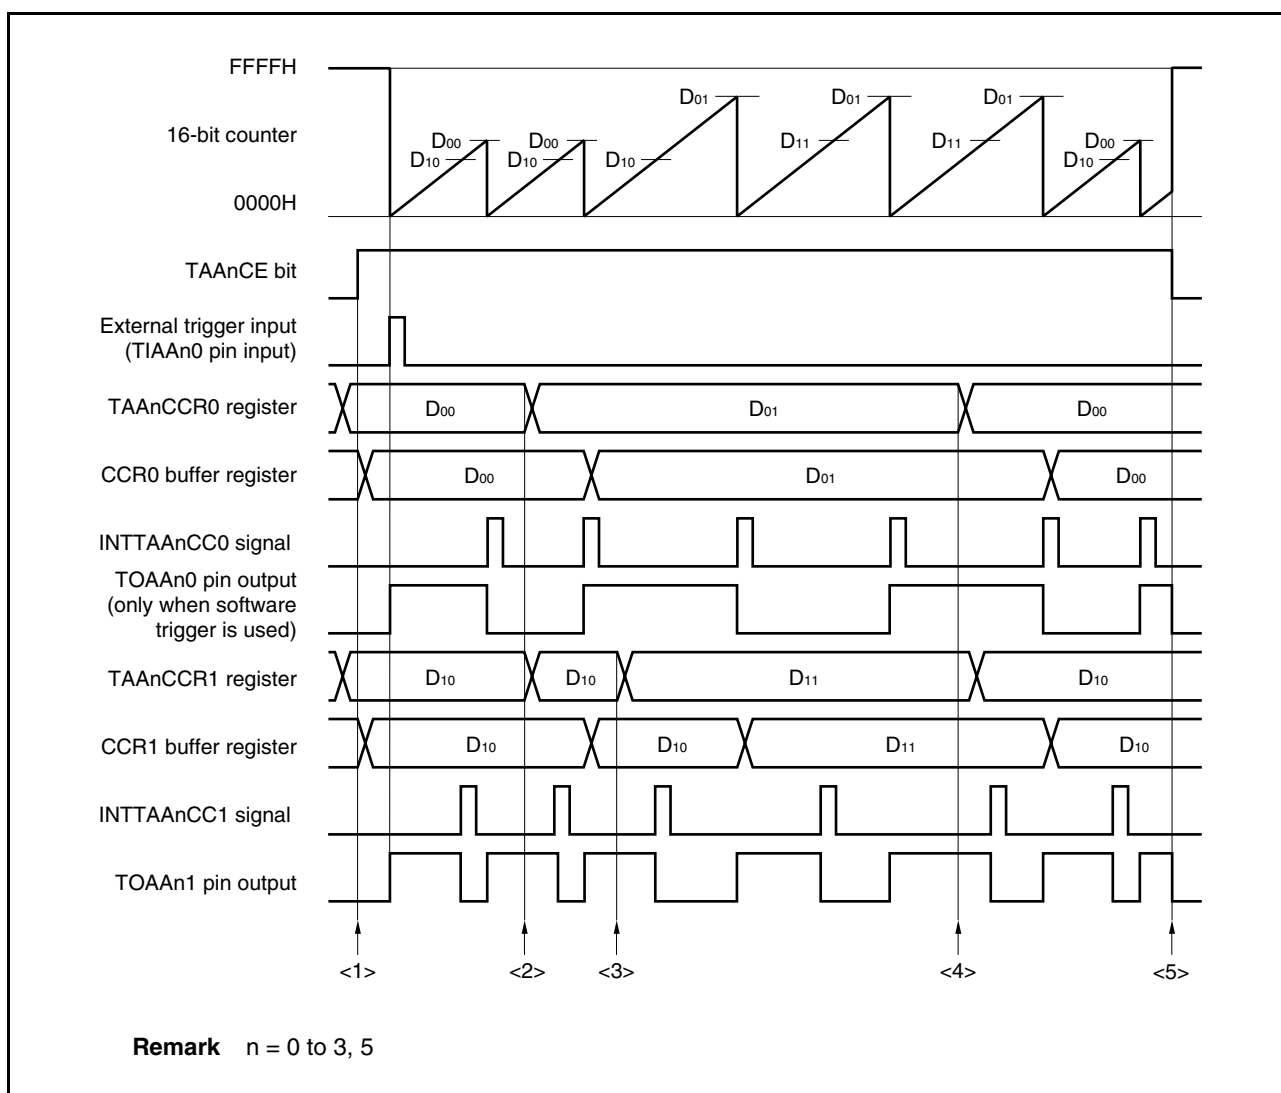 FFFFH
D01 D01 D01
16-bit counter
D00 D00 D11 D11 D00
D10 D10 D10 D10
0000H
TAAnCE bit
External trigger input
(TIAAn0 pin input)
TAAnCCR0 register D00 D01 D00
CCR0 buffer register D00 D01 D00
INTTAAnCC0 signal
TOAAn0 pin output
(only when software
trigger is used)
TAAnCCR1 register D10 D10 D11 D10
CCR1 buffer register D10 D10 D11 D10
INTTAAnCC1 signal
TOAAn1 pin output
<1> <2> <3> <4> <5>
Remark n = 0 to 3, 5